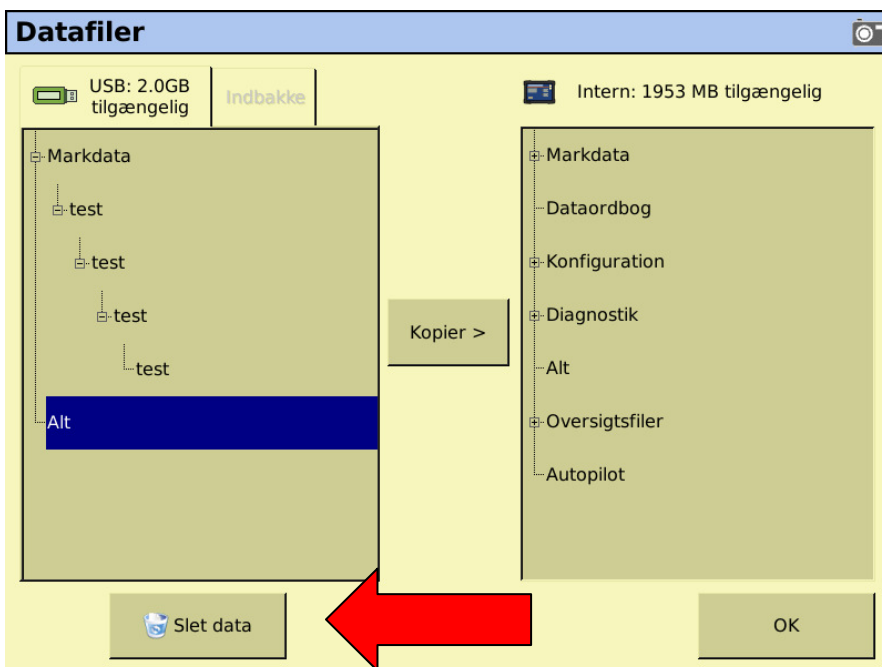 Datafiler
USB: 2.0GB
tilgængelig
Indbakke
Intern: 1953 MB tilgængelig
Markdata
test
test
test
test
Alt
Kopier >
Markdata
Dataordbog
Konfiguration
Diagnostik
Alt
Oversigtsfiler
Autopilot
Slet data
OK